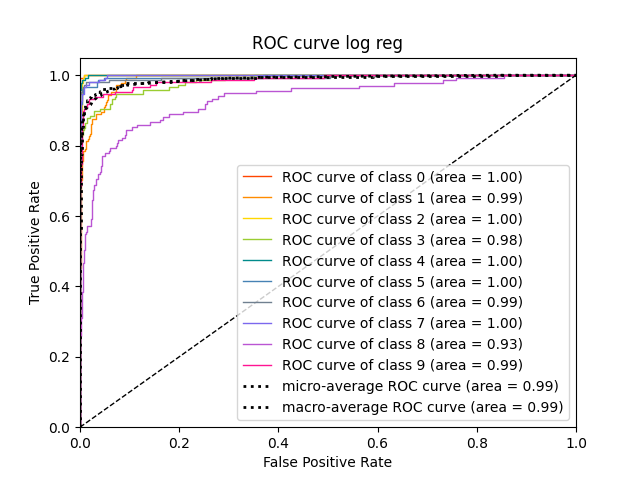 ROC curve log reg
1.0
0.8
0.6
0.4
0.2
0.0
True Positive Rate
ROC curve of class 0 (area = 1.00)
ROC curve of class 1 (area = 0.99)
ROC curve of class 2 (area = 1.00)
ROC curve of class 3 (area = 0.98)
ROC curve of class 4 (area = 1.00)
ROC curve of class 5 (area = 1.00)
ROC curve of class 6 (area = 0.99)
ROC curve of class 7 (area = 1.00)
ROC curve of class 8 (area = 0.93)
ROC curve of class 9 (area = 0.99)
micro-average ROC curve (area = 0.99)
macro-average ROC curve (area = 0.99)
0.0 0.2 0.4 0.6 0.8 1.0
False Positive Rate